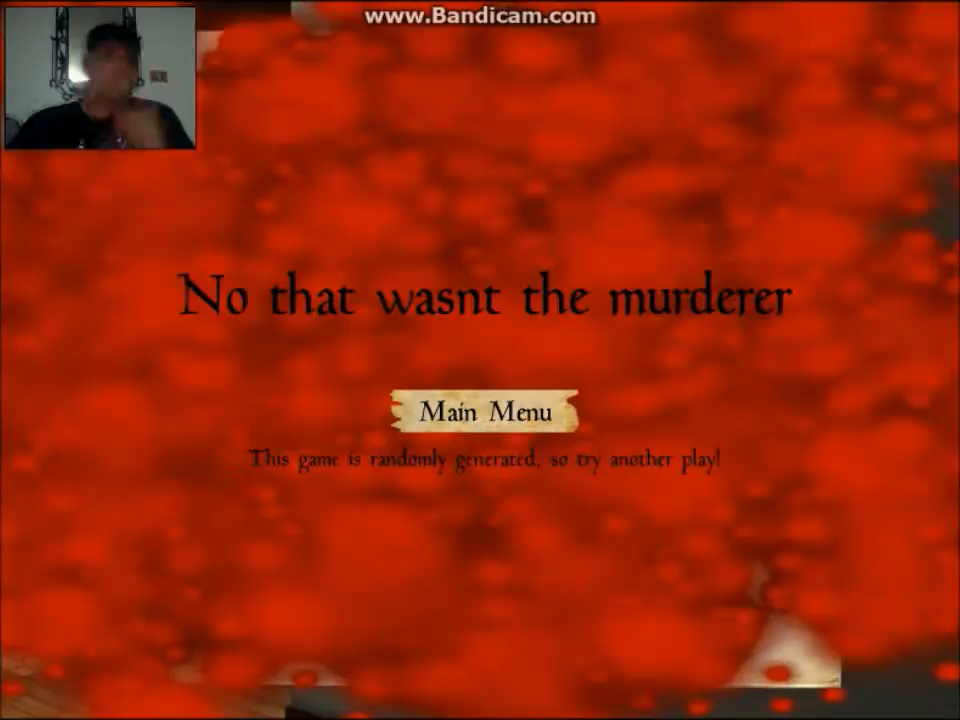 www.Bandicam.com
No that wasnt the murderer
Main Menu
This game is randomly generated, so try another play!